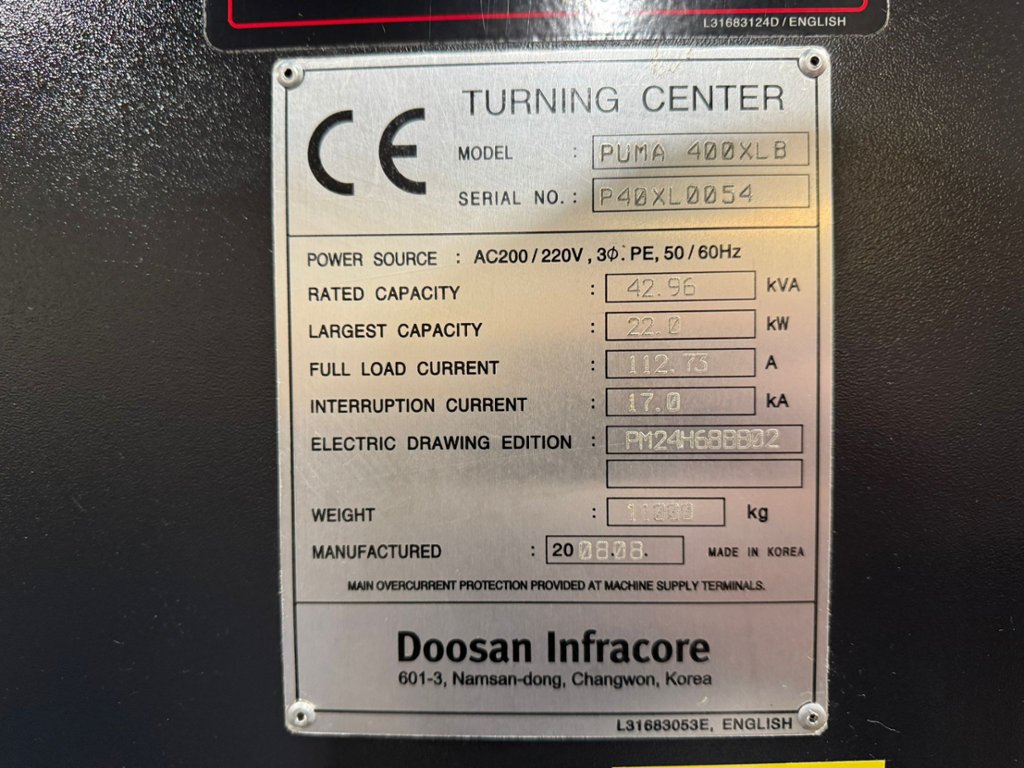 L31683124D / ENGLISH
CE TURNING CENTER
MODEL : PUMA 400XLB
SERIAL NO. : P40XL0054
POWER SOURCE : AC200 / 220V , 3Φ. PE, 50 / 60Hz
RATED CAPACITY : 42.96 kVA
LARGEST CAPACITY : 22.0 kW
FULL LOAD CURRENT : 112.73 A
INTERRUPTION CURRENT : 17.0 kA
ELECTRIC DRAWING EDITION : PM24H68BB02
WEIGHT : 11000 kg
MANUFACTURED : 2008.08. MADE IN KOREA
MAIN OVERCURRENT PROTECTION PROVIDED AT MACHINE SUPPLY TERMINALS.
Doosan Infracore
601-3, Namsan-dong, Changwon, Korea
L31683053E, ENGLISH